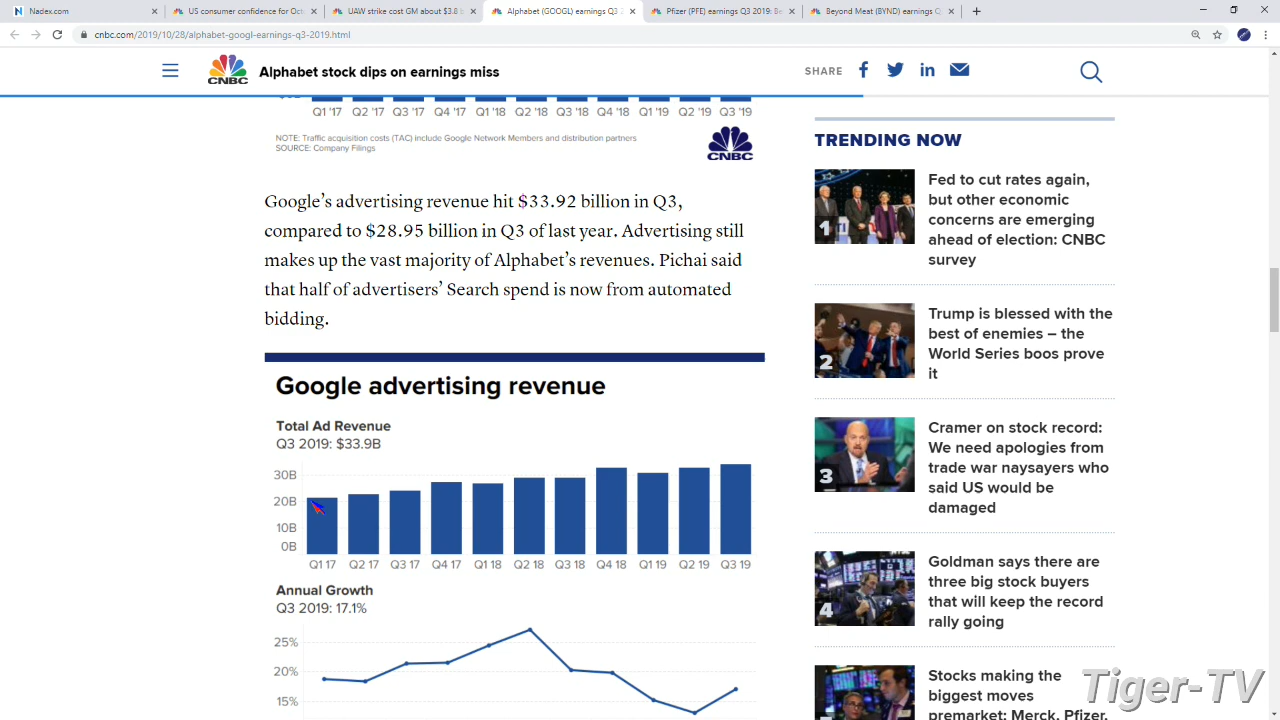 Nadex.com
US consumer confidence for Oct
UAW strike cost GM about $3.8 b
Alphabet (GOOGL) earnings Q3
Pfizer (PFE) earnings Q3 2019: Be
Beyond Meat (BYND) earnings Q
cnbc.com/2019/10/28/alphabet-googl-earnings-q3-2019.html
CNBC
Alphabet stock dips on earnings miss
SHARE
Q1 '17 Q2 '17 Q3 '17 Q4 '17 Q1 '18 Q2 '18 Q3 '18 Q4 '18 Q1 '19 Q2 '19 Q3 '19
NOTE: Traffic acquisition costs (TAC) include Google Network Members and distribution partners
SOURCE: Company Filings
CNBC
Google's advertising revenue hit $33.92 billion in Q3,
compared to $28.95 billion in Q3 of last year. Advertising still
makes up the vast majority of Alphabet's revenues. Pichai said
that half of advertisers' Search spend is now from automated
bidding.
Google advertising revenue
Total Ad Revenue
Q3 2019: $33.9B
30B
20B
10B
0B
Q1 17 Q2 17 Q3 17 Q4 17 Q1 18 Q2 18 Q3 18 Q4 18 Q1 19 Q2 19 Q3 19
Annual Growth
Q3 2019: 17.1%
25%
20%
15%
TRENDING NOW
1
Fed to cut rates again,
but other economic
concerns are emerging
ahead of election: CNBC
survey
2
Trump is blessed with the
best of enemies – the
World Series boos prove
it
3
Cramer on stock record:
We need apologies from
trade war naysayers who
said US would be
damaged
4
Goldman says there are
three big stock buyers
that will keep the record
rally going
Stocks making the
biggest moves
premarket: Merck, Pfizer,
Tiger-TV